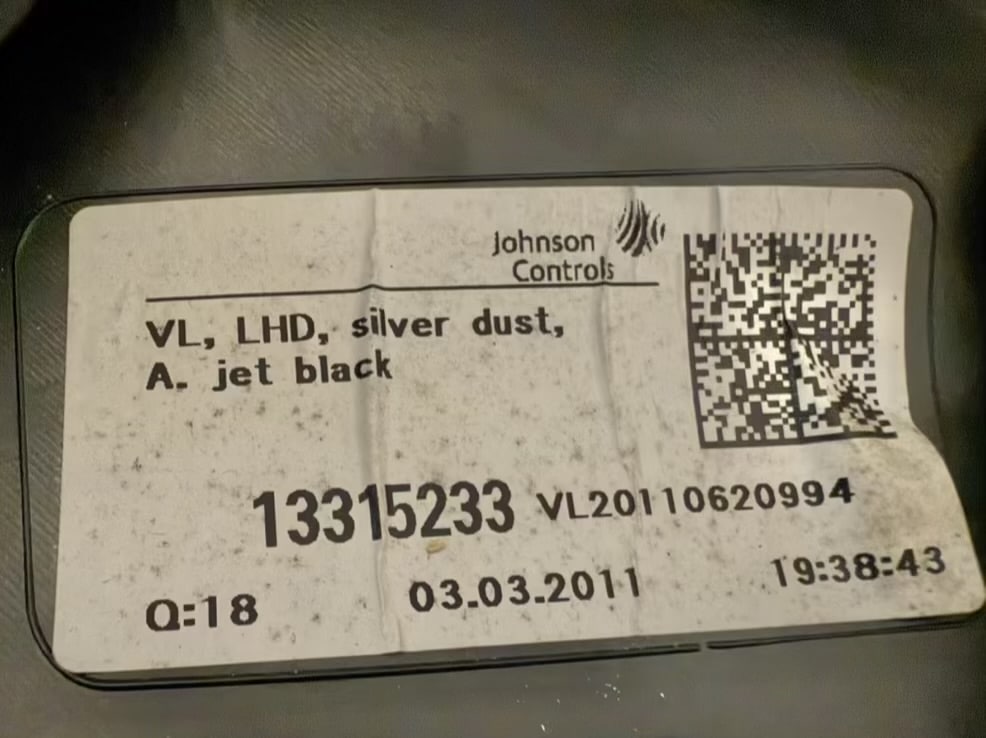 Johnson
Controls
VL, LHD, silver dust,
A. jet black
13315233 VL20110620994
Q:18 03.03.2011 19:38:43